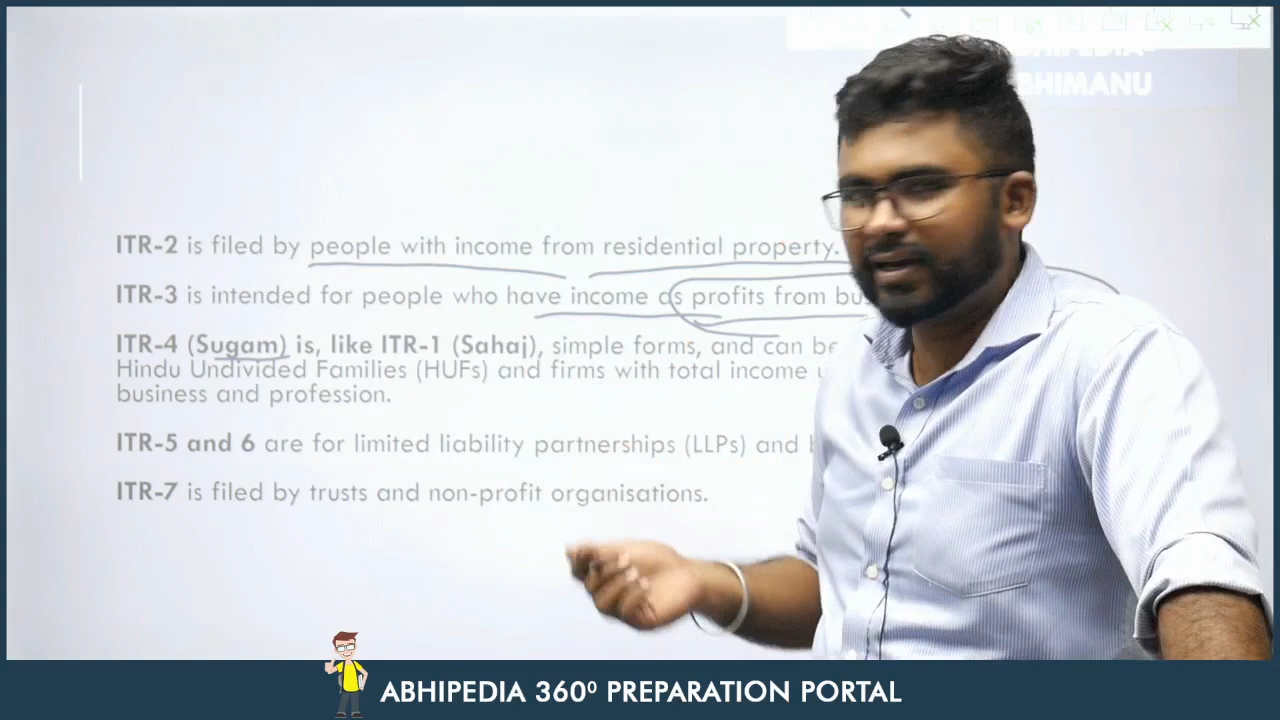 BHIMANU
ITR-2 is filed by people with income from residential property.
ITR-3 is intended for people who have income as profits from
ITR-4 (Sugam) is, like ITR-1 (Sahaj), simple forms, and can be
Hindu Undivided Families (HUFs) and firms with total income
business and profession.
ITR-5 and 6 are for limited liability partnerships (LLPs) and
ITR-7 is filed by trusts and non-profit organisations.
ABHIPEDIA 360⁰ PREPARATION PORTAL